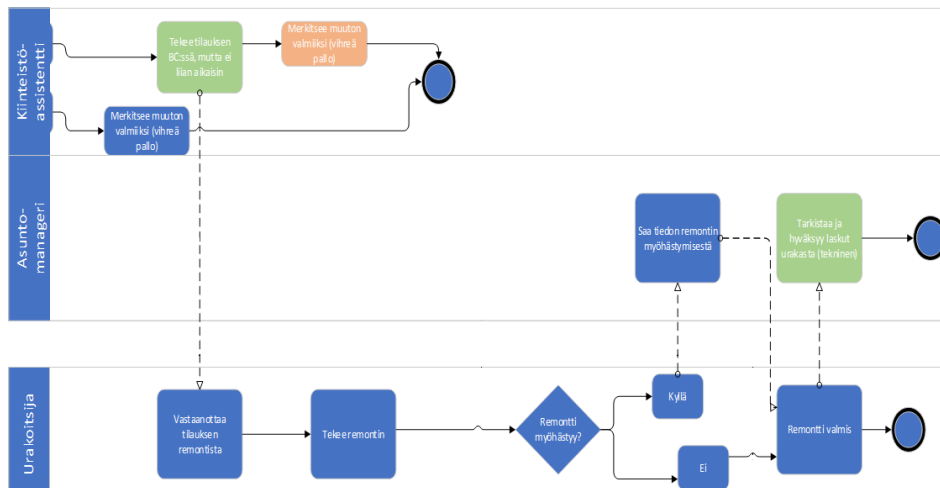 Kiinteistö-
assistentti
Tekee tilauksen
BC:ssä, mutta ei
liian aikaisin
Merkitsee muuton
valmiiksi (vihreä
pallo)
Merkitsee muuton
valmiiksi (vihreä
pallo)
Asunto-
manageri
Saa tiedon remontin
myöhästymisestä
Tarkistaa ja
hyväksyy laskut
urakasta (tekninen)
Urakoitsija
Vastaanottaa
tilauksen
remontista
Tekee remontin
Remontti
myöhästyy?
Kyllä
Ei
Remontti valmis